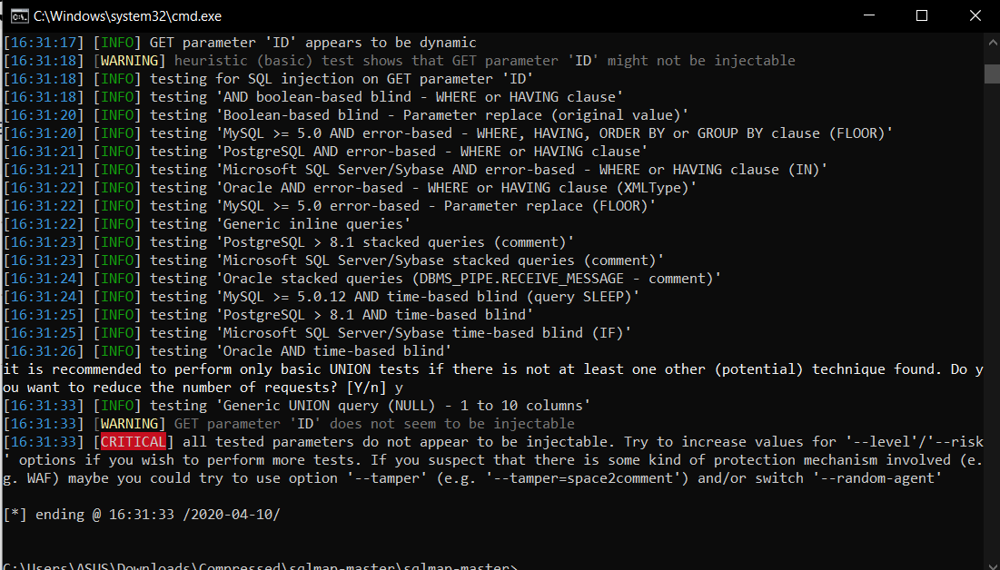 C:\Windows\system32\cmd.exe
[16:31:17] [INFO] GET parameter 'ID' appears to be dynamic
[16:31:18] [WARNING] heuristic (basic) test shows that GET parameter 'ID' might not be injectable
[16:31:18] [INFO] testing for SQL injection on GET parameter 'ID'
[16:31:18] [INFO] testing 'AND boolean-based blind - WHERE or HAVING clause'
[16:31:20] [INFO] testing 'Boolean-based blind - Parameter replace (original value)'
[16:31:20] [INFO] testing 'MySQL >= 5.0 AND error-based - WHERE, HAVING, ORDER BY or GROUP BY clause (FLOOR)'
[16:31:21] [INFO] testing 'PostgreSQL AND error-based - WHERE or HAVING clause'
[16:31:21] [INFO] testing 'Microsoft SQL Server/Sybase AND error-based - WHERE or HAVING clause (IN)'
[16:31:22] [INFO] testing 'Oracle AND error-based - WHERE or HAVING clause (XMLType)'
[16:31:22] [INFO] testing 'MySQL >= 5.0 error-based - Parameter replace (FLOOR)'
[16:31:22] [INFO] testing 'Generic inline queries'
[16:31:23] [INFO] testing 'PostgreSQL > 8.1 stacked queries (comment)'
[16:31:23] [INFO] testing 'Microsoft SQL Server/Sybase stacked queries (comment)'
[16:31:24] [INFO] testing 'Oracle stacked queries (DBMS_PIPE.RECEIVE_MESSAGE - comment)'
[16:31:24] [INFO] testing 'MySQL >= 5.0.12 AND time-based blind (query SLEEP)'
[16:31:25] [INFO] testing 'PostgreSQL > 8.1 AND time-based blind'
[16:31:25] [INFO] testing 'Microsoft SQL Server/Sybase time-based blind (IF)'
[16:31:26] [INFO] testing 'Oracle AND time-based blind'
it is recommended to perform only basic UNION tests if there is not at least one other (potential) technique found. Do y
ou want to reduce the number of requests? [Y/n] y
[16:31:33] [INFO] testing 'Generic UNION query (NULL) - 1 to 10 columns'
[16:31:33] [WARNING] GET parameter 'ID' does not seem to be injectable
[16:31:33] [CRITICAL] all tested parameters do not appear to be injectable. Try to increase values for '--level'/'--risk
' options if you wish to perform more tests. If you suspect that there is some kind of protection mechanism involved (e.
g. WAF) maybe you could try to use option '--tamper' (e.g. '--tamper=space2comment') and/or switch '--random-agent'
[*] ending @ 16:31:33 /2020-04-10/
C:\Users\ASUS\Downloads\Compressed\sqlmap-master\sqlmap-master>